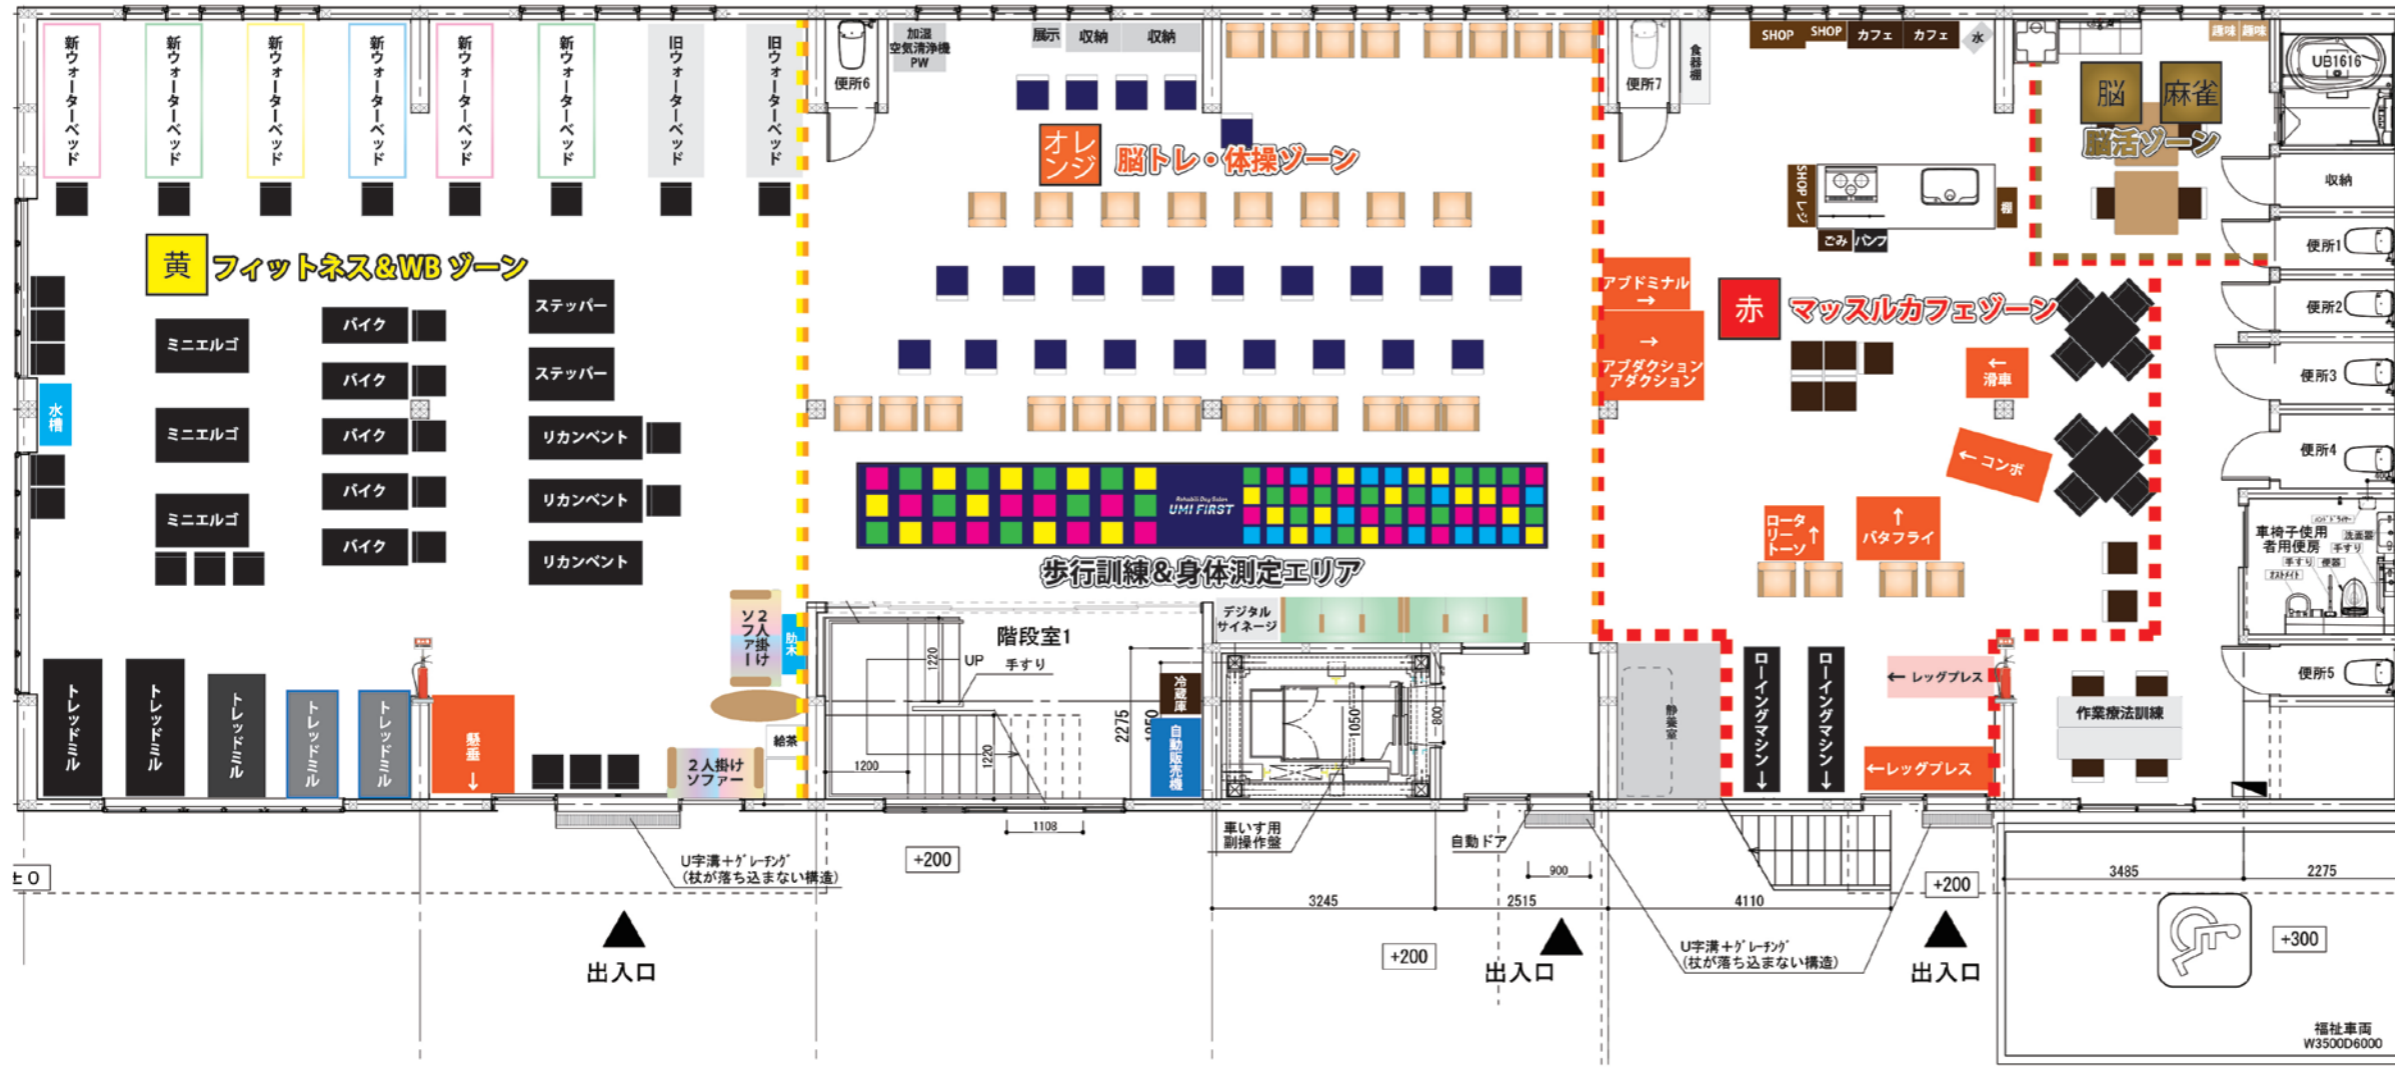 新ウォーターベッド
新ウォーターベッド
新ウォーターベッド
新ウォーターベッド
新ウォーターベッド
新ウォーターベッド
旧ウォーターベッド
旧ウォーターベッド
黄
フィットネス&WBゾーン
水槽
ミニエルゴ
ミニエルゴ
ミニエルゴ
バイク
バイク
バイク
バイク
バイク
ステッパー
ステッパー
リカンベント
リカンベント
リカンベント
トレッドミル
トレッドミル
トレッドミル
トレッドミル
トレッドミル
懸垂
↓
2人掛け
ソファー
肋木
給茶
2人掛け
ソファー
便所6
加湿
空気清浄機
PW
展示
収納
収納
オレ
ンジ
脳トレ・体操ゾーン
Rehabili Day Salon
UMI FIRST
歩行訓練&身体測定エリア
階段室1
UP
手すり
1220
1220
1200
2275
1108
冷蔵庫
自動販売機
デジタル
サイネージ
1050
800
車いす用
副操作盤
自動ドア
900
便所7
食器棚
SHOP
SHOP
カフェ
カフェ
水
SHOP レジ
棚
ごみ
パンフ
アブドミナル
→
→
アブダクション
アダクション
赤
マッスルカフェゾーン
←
滑車
← コンボ
ロータ
リー
トーソ
↑
↑
バタフライ
静養室
ローイングマシン↓
ローイングマシン↓
← レッグプレス
←レッグプレス
趣味
趣味
脳
麻雀
脳活ゾーン
UB1616
収納
便所1
便所2
便所3
便所4
車椅子使用
者用便房
洗面器
手すり
手すり
便器
オストメイト
便所5
作業療法訓練
U字溝+グレーチング
(杖が落ち込まない構造)
±0
+200
出入口
3245
2515
4110
+200
出入口
U字溝+グレーチング
(杖が落ち込まない構造)
+200
出入口
3485
2275
+300
福祉車両
W3500D6000